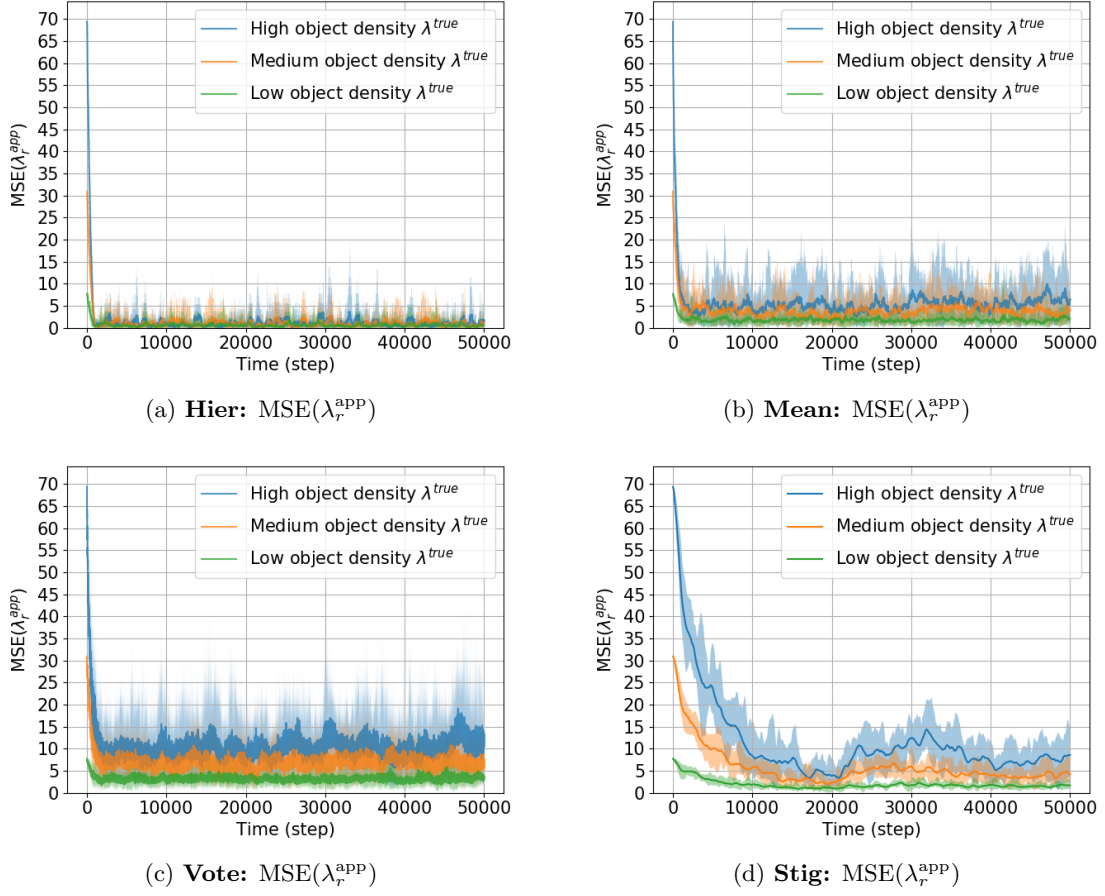 70
65
60
55
50
45
40
35
30
25
20
15
10
5
0
MSE(λ_r^{app})
High object density λ^{true}
Medium object density λ^{true}
Low object density λ^{true}
0 10000 20000 30000 40000 50000
Time (step)
(a) Hier: MSE(λ_r^{app})
70
65
60
55
50
45
40
35
30
25
20
15
10
5
0
MSE(λ_r^{app})
High object density λ^{true}
Medium object density λ^{true}
Low object density λ^{true}
0 10000 20000 30000 40000 50000
Time (step)
(b) Mean: MSE(λ_r^{app})
70
65
60
55
50
45
40
35
30
25
20
15
10
5
0
MSE(λ_r^{app})
High object density λ^{true}
Medium object density λ^{true}
Low object density λ^{true}
0 10000 20000 30000 40000 50000
Time (step)
(c) Vote: MSE(λ_r^{app})
70
65
60
55
50
45
40
35
30
25
20
15
10
5
0
MSE(λ_r^{app})
High object density λ^{true}
Medium object density λ^{true}
Low object density λ^{true}
0 10000 20000 30000 40000 50000
Time (step)
(d) Stig: MSE(λ_r^{app})